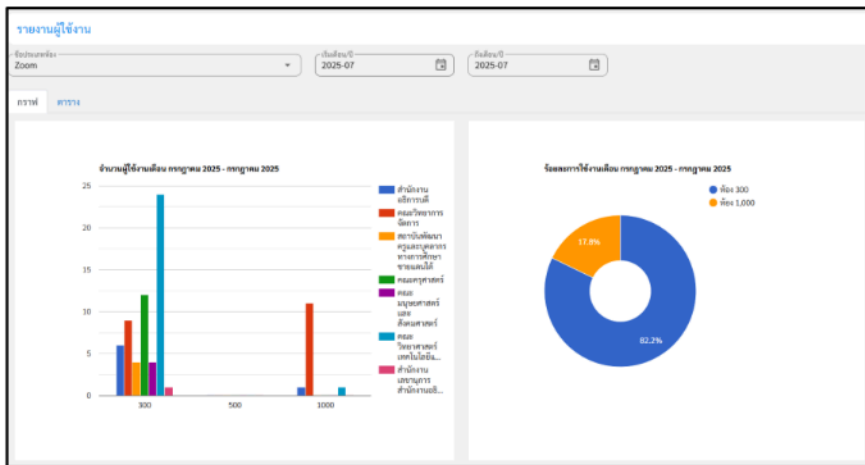 รายงานผู้ใช้งาน
ชื่อประเภทห้อง
Zoom
เริ่มเดือน/ปี
2025-07
ถึงเดือน/ปี
2025-07
กราฟ
ตาราง
จำนวนผู้ใช้งานเดือน กรกฎาคม 2025 - กรกฎาคม 2025
25
20
15
10
5
0
300
500
1000
สำนักงาน
อธิการบดี
คณะวิทยาการ
จัดการ
สถาบันพัฒนา
ครูและบุคลากร
ทางการศึกษา
ชายแดนใต้
คณะครุศาสตร์
คณะ
มนุษยศาสตร์
และ
สังคมศาสตร์
คณะ
วิทยาศาสตร์
เทคโนโลยีแ...
สำนักงาน
เลขานุการ
สำนักงานอธิ...
ร้อยละการใช้งานเดือน กรกฎาคม 2025 - กรกฎาคม 2025
ห้อง 300
ห้อง 1,000
17.8%
82.2%